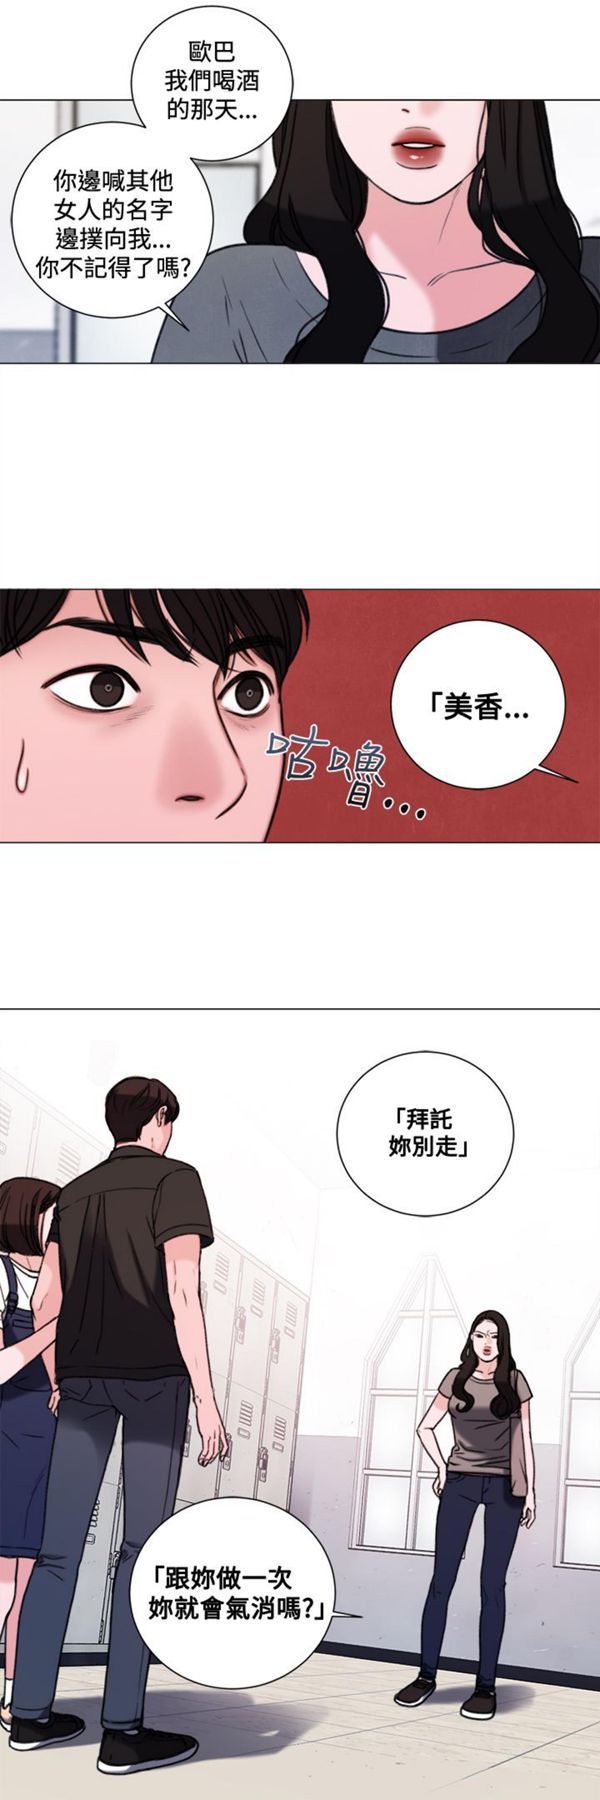 歐巴
我們喝酒
的那天...
你邊喊其他
女人的名字
邊撲向我...
你不記得了嗎?
「美香...
咕嚕...
「拜託
妳別走」
「跟妳做一次
妳就會氣消嗎?」